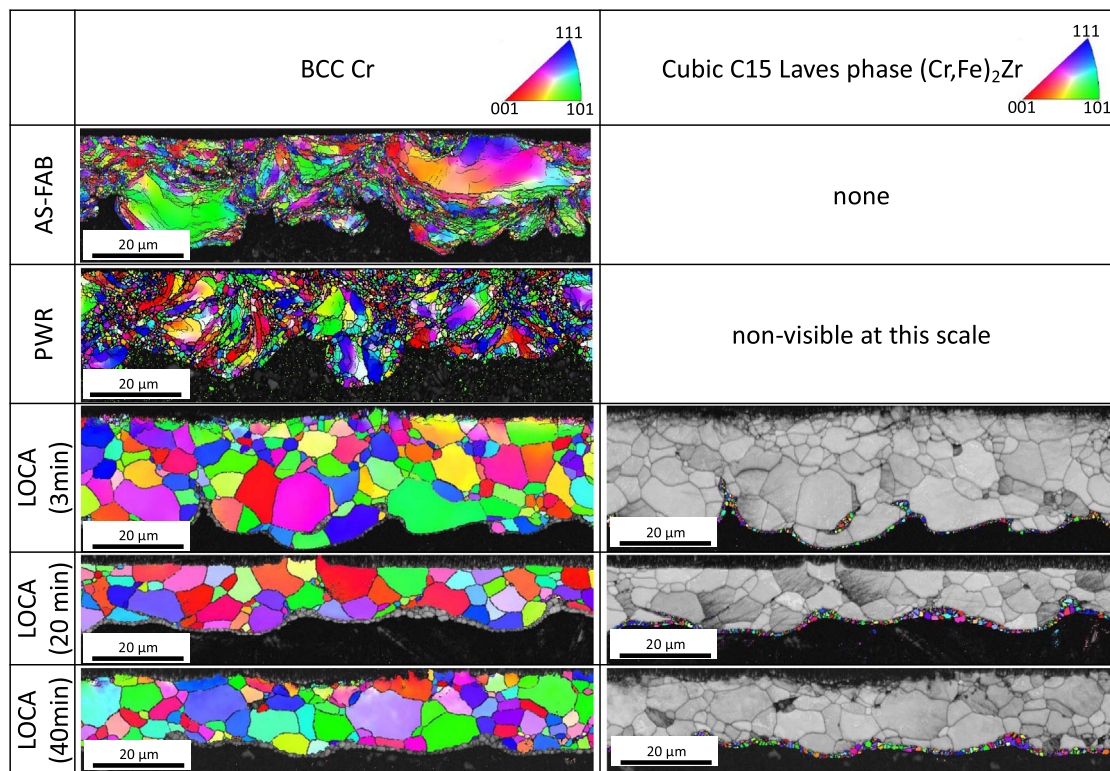 BCC Cr
111
001
101
Cubic C15 Laves phase (Cr,Fe)₂Zr
111
001
101
AS-FAB
20 µm
none
PWR
20 µm
non-visible at this scale
LOCA
(3min)
20 µm
20 µm
LOCA
(20 min)
20 µm
20 µm
LOCA
(40min)
20 µm
20 µm